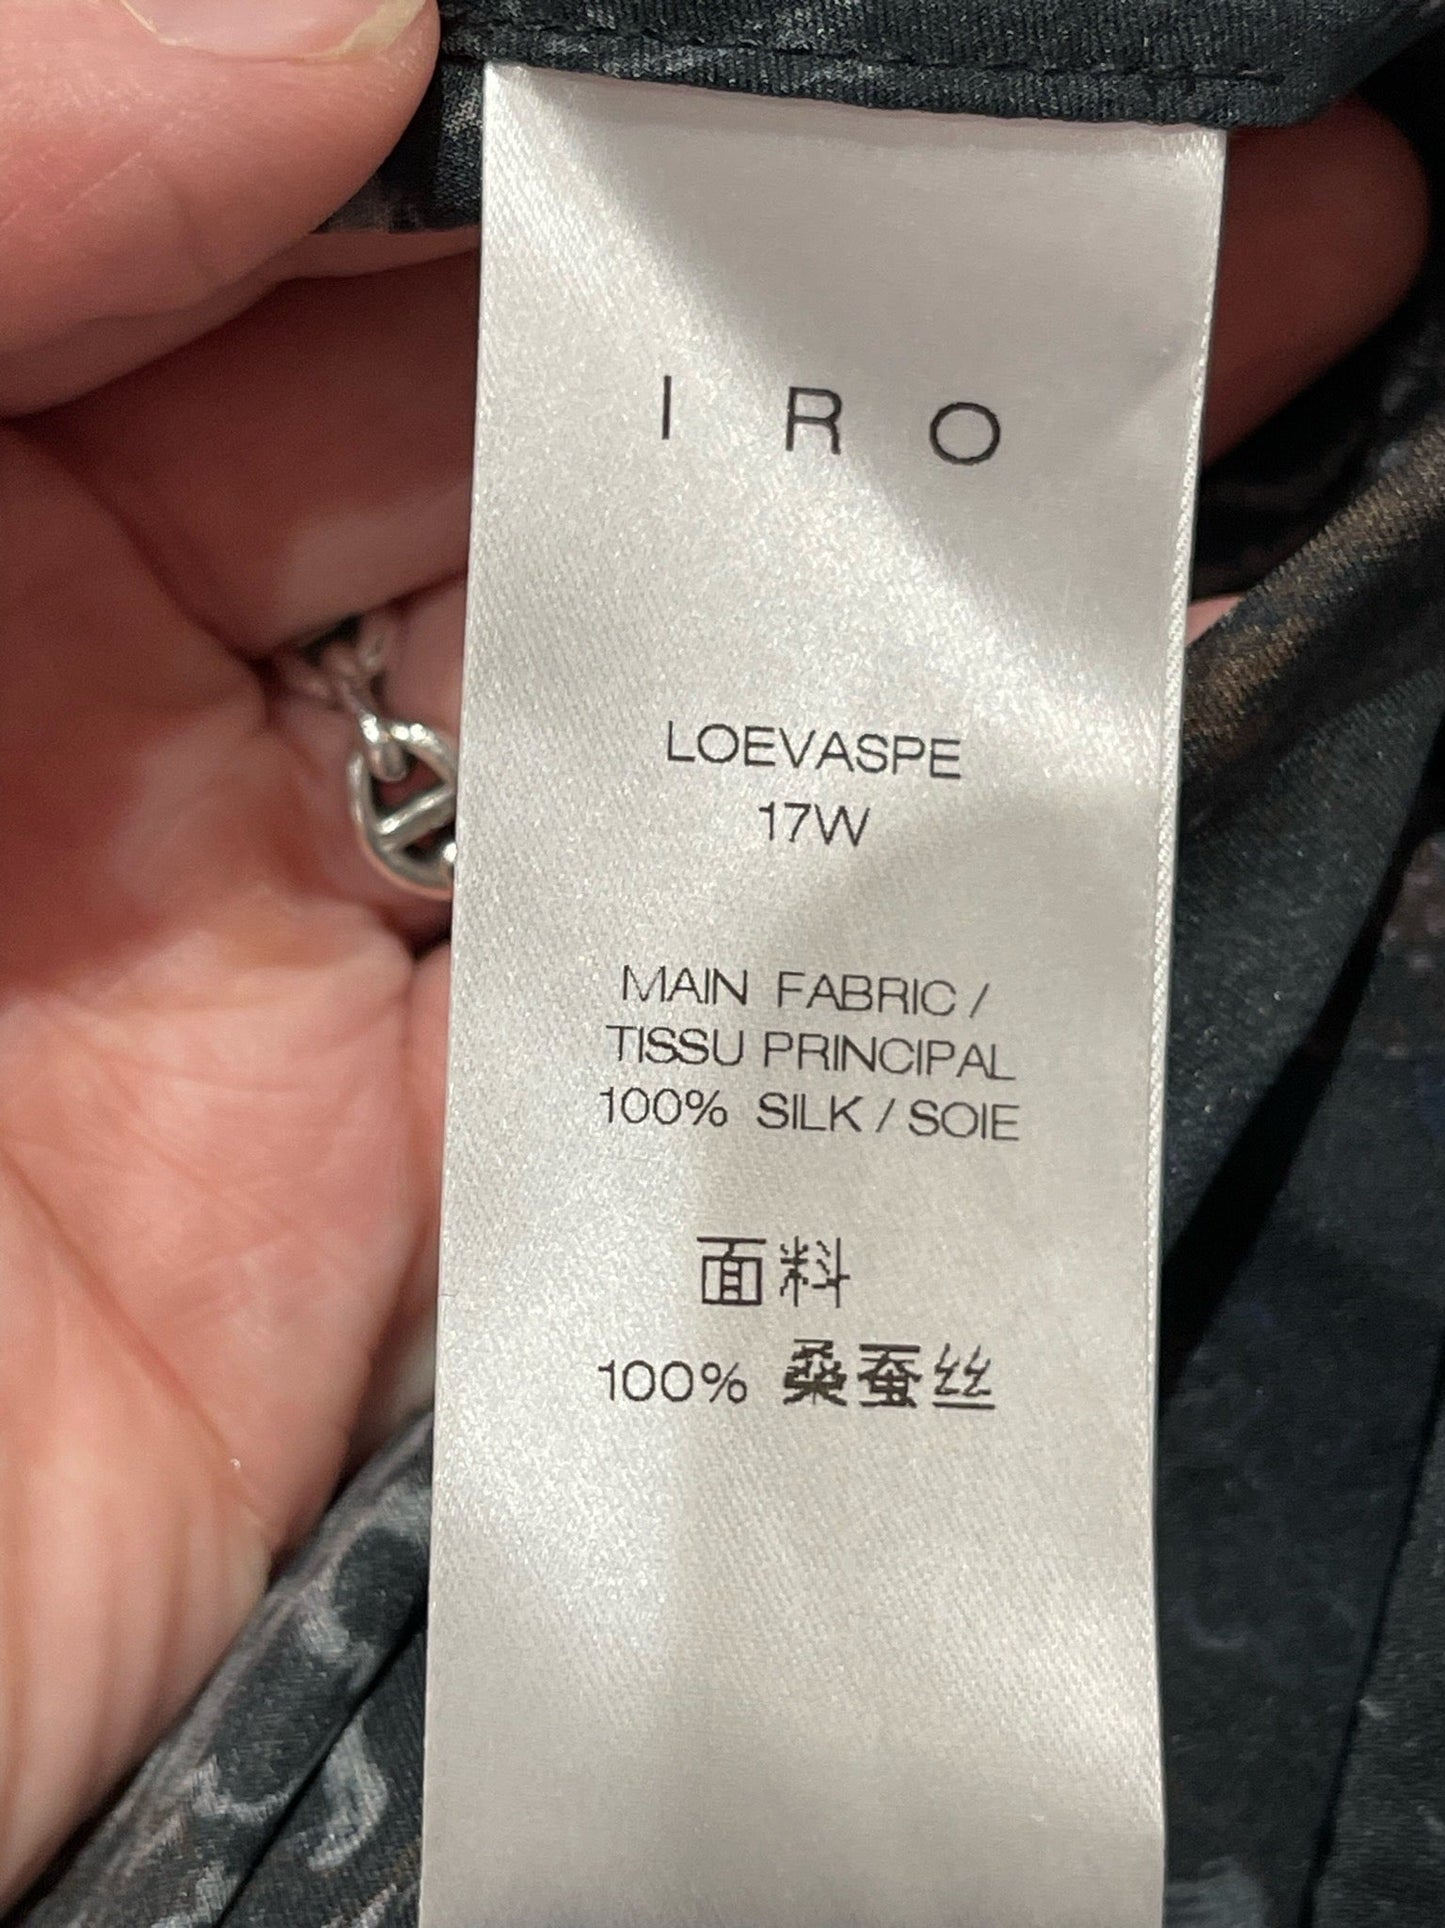 I R O
LOEVASPE
17W
MAIN FABRIC /
TISSU PRINCIPAL
100% SILK / SOIE
面料
100% 桑蚕丝